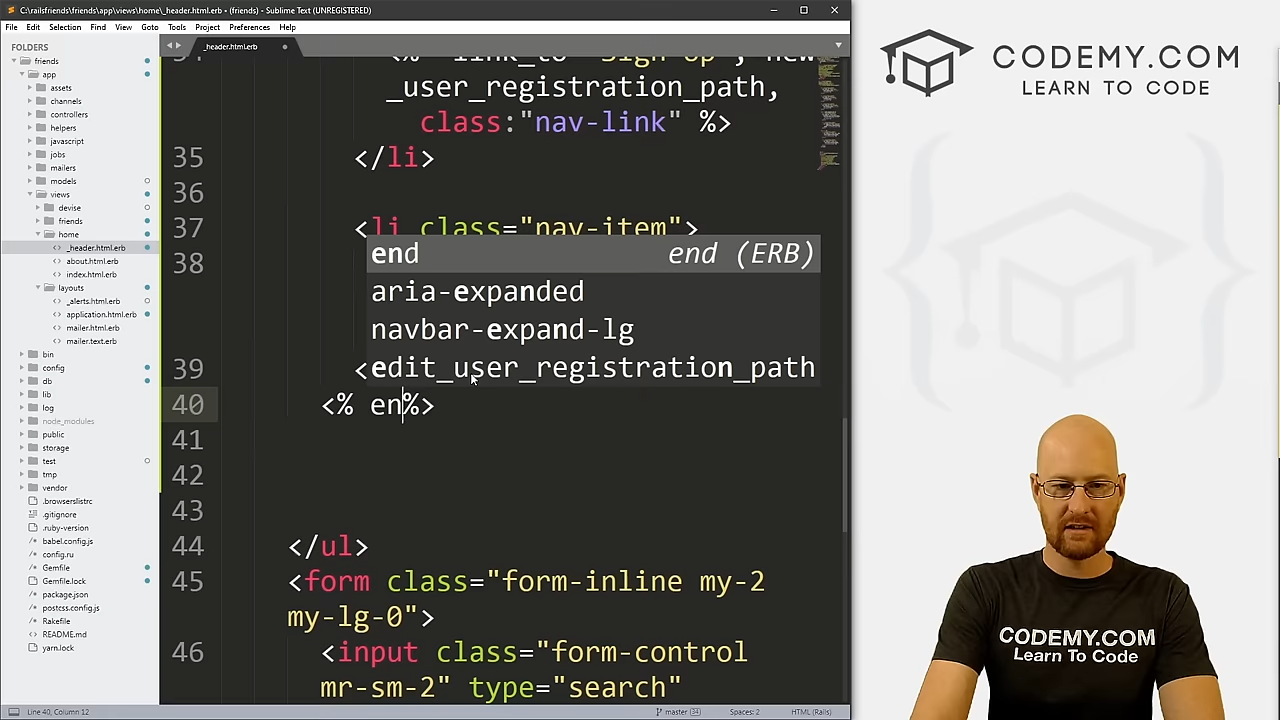 C:\railsfriends\friends\app\views\home\_header.html.erb • (friends) - Sublime Text (UNREGISTERED)
File Edit Selection Find View Goto Tools Project Preferences Help
FOLDERS
friends
app
assets
channels
controllers
helpers
javascript
jobs
mailers
models
views
devise
friends
home
_header.html.erb
about.html.erb
index.html.erb
layouts
_alerts.html.erb
application.html.erb
mailer.html.erb
mailer.text.erb
bin
config
db
lib
log
node_modules
public
storage
test
tmp
vendor
.browserslistrc
.gitignore
.ruby-version
babel.config.js
config.ru
Gemfile
Gemfile.lock
package.json
postcss.config.js
Rakefile
README.md
yarn.lock
_header.html.erb
_user_registration_path,
class:"nav-link" %>
35 </li>
36
37 <li class="nav-item">
38
end end (ERB)
aria-expanded
navbar-expand-lg
edit_user_registration_path
39 <
40 <% en%>
41
42
43
44 </ul>
45 <form class="form-inline my-2
my-lg-0">
46 <input class="form-control
mr-sm-2" type="search"
Line 40, Column 12
master 34
Spaces: 2
HTML (Rails)
CODEMY.COM
LEARN TO CODE
CODEMY.COM
Learn To Code